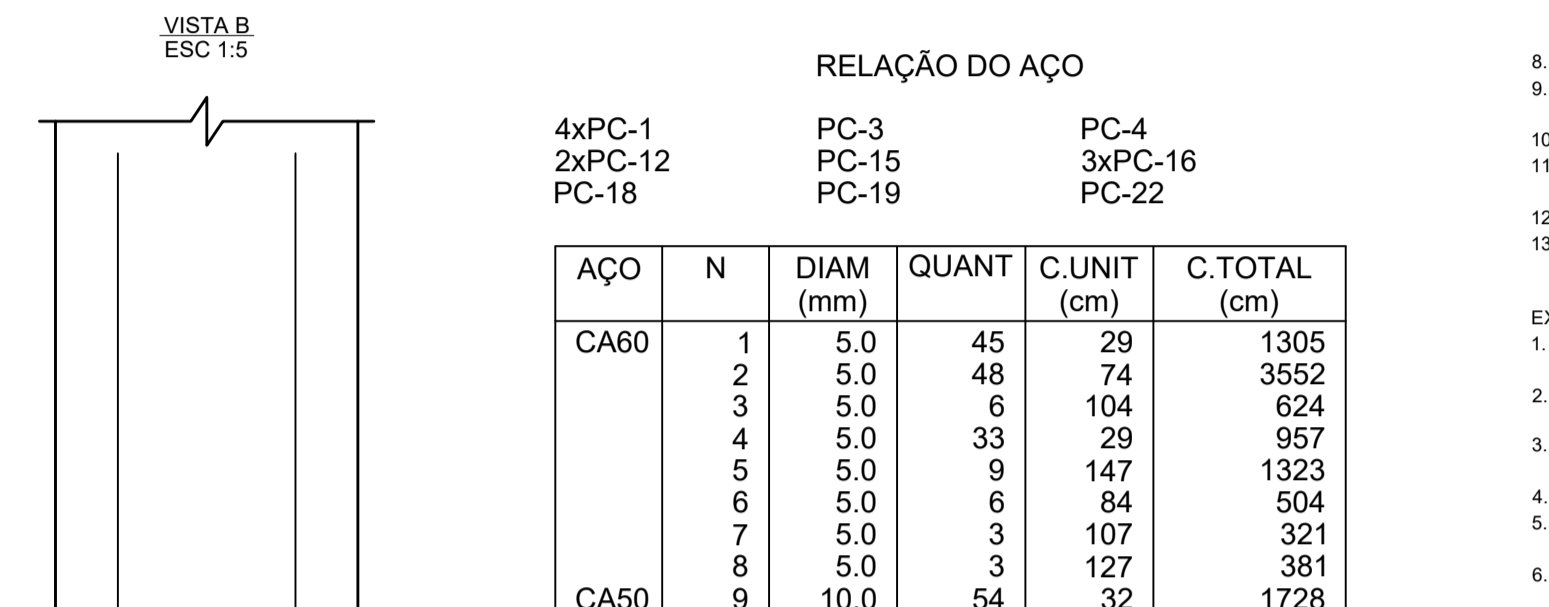 VISTA B
ESC 1:5
RELAÇÃO DO AÇO
4xPC-1 PC-3 PC-4
2xPC-12 PC-15 3xPC-16
PC-18 PC-19 PC-22
AÇO N DIAM QUANT C.UNIT C.TOTAL
(mm) (cm) (cm)
CA60 1 5.0 45 29 1305
2 5.0 48 74 3552
3 5.0 6 104 624
4 5.0 33 29 957
5 5.0 9 147 1323
6 5.0 6 84 504
7 5.0 3 107 321
8 5.0 3 127 381
CA50 9 10.0 54 32 1728
8.
9.
10
11
12
13
EX
1.
2.
3.
4.
5.
6.